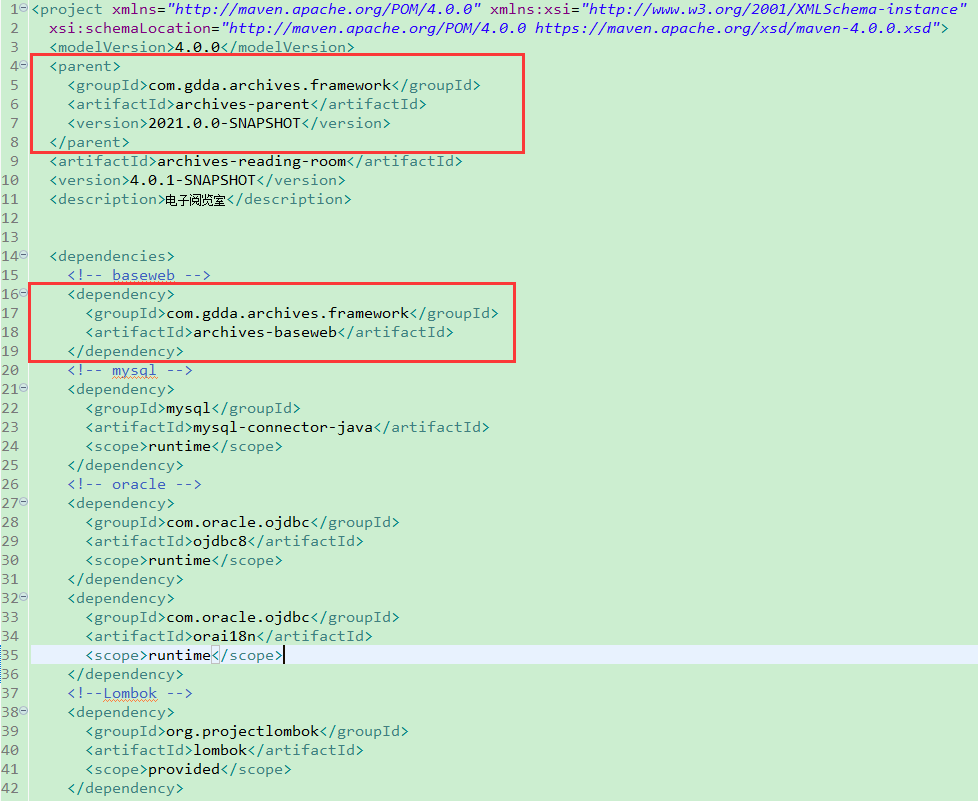 1 <project xmlns="http://maven.apache.org/POM/4.0.0" xmlns:xsi="http://www.w3.org/2001/XMLSchema-instance"
2 xsi:schemaLocation="http://maven.apache.org/POM/4.0.0 https://maven.apache.org/xsd/maven-4.0.0.xsd">
3 <modelVersion>4.0.0</modelVersion>
4 <parent>
5 <groupId>com.gdda.archives.framework</groupId>
6 <artifactId>archives-parent</artifactId>
7 <version>2021.0.0-SNAPSHOT</version>
8 </parent>
9 <artifactId>archives-reading-room</artifactId>
10 <version>4.0.1-SNAPSHOT</version>
11 <description>电子阅览室</description>
12
13
14 <dependencies>
15 <!-- baseweb -->
16 <dependency>
17 <groupId>com.gdda.archives.framework</groupId>
18 <artifactId>archives-baseweb</artifactId>
19 </dependency>
20 <!-- mysql -->
21 <dependency>
22 <groupId>mysql</groupId>
23 <artifactId>mysql-connector-java</artifactId>
24 <scope>runtime</scope>
25 </dependency>
26 <!-- oracle -->
27 <dependency>
28 <groupId>com.oracle.ojdbc</groupId>
29 <artifactId>ojdbc8</artifactId>
30 <scope>runtime</scope>
31 </dependency>
32 <dependency>
33 <groupId>com.oracle.ojdbc</groupId>
34 <artifactId>orai18n</artifactId>
35 <scope>runtime</scope>
36 </dependency>
37 <!--Lombok -->
38 <dependency>
39 <groupId>org.projectlombok</groupId>
40 <artifactId>lombok</artifactId>
41 <scope>provided</scope>
42 </dependency>